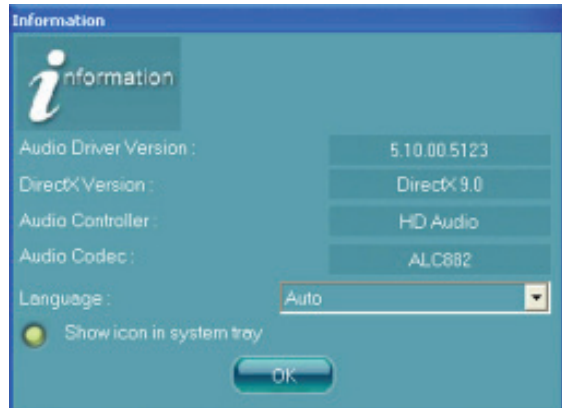 Information
information
Audio Driver Version : 5.10.00.5123
DirectX Version : DirectX 9.0
Audio Controller : HD Audio
Audio Codec : ALC882
Language : Auto
Show icon in system tray
OK